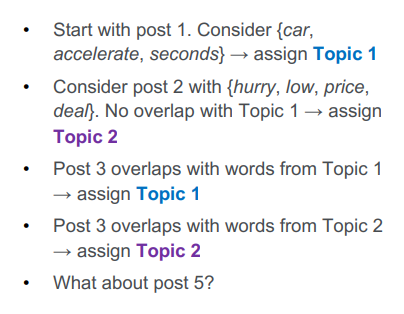 • Start with post 1. Consider {car,
accelerate, seconds} → assign Topic 1
• Consider post 2 with {hurry, low, price,
deal}. No overlap with Topic 1 → assign
Topic 2
• Post 3 overlaps with words from Topic 1
→ assign Topic 1
• Post 3 overlaps with words from Topic 2
→ assign Topic 2
• What about post 5?